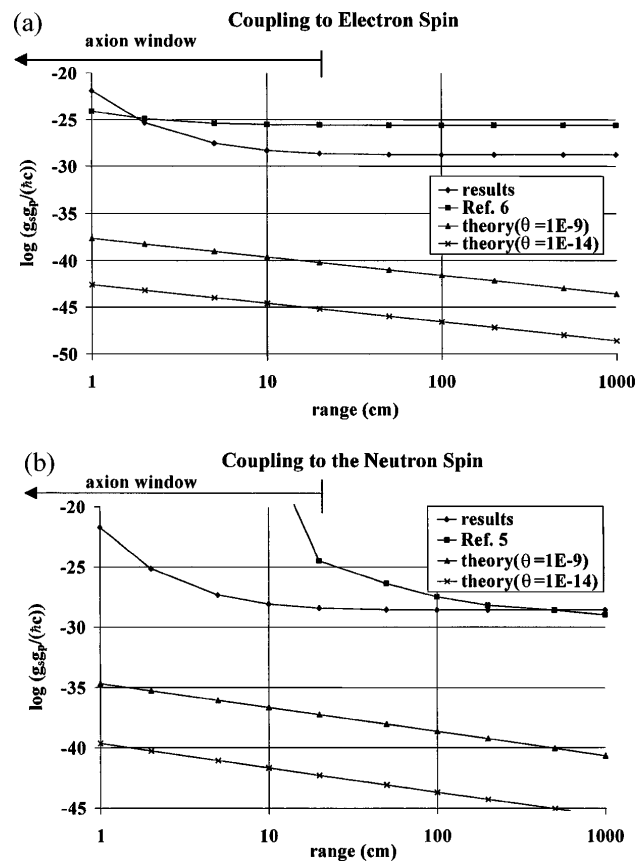 (a)
Coupling to Electron Spin
axion window
-20
-25
-30
-35
-40
-45
-50
log (gsgp/(ħc))
results
Ref. 6
theory(θ=1E-9)
theory(θ=1E-14)
1 10 100 1000
range (cm)
(b)
Coupling to the Neutron Spin
axion window
-20
-25
-30
-35
-40
-45
log (gsgp/(ħc))
results
Ref. 5
theory(θ=1E-9)
theory(θ=1E-14)
1 10 100 1000
range (cm)